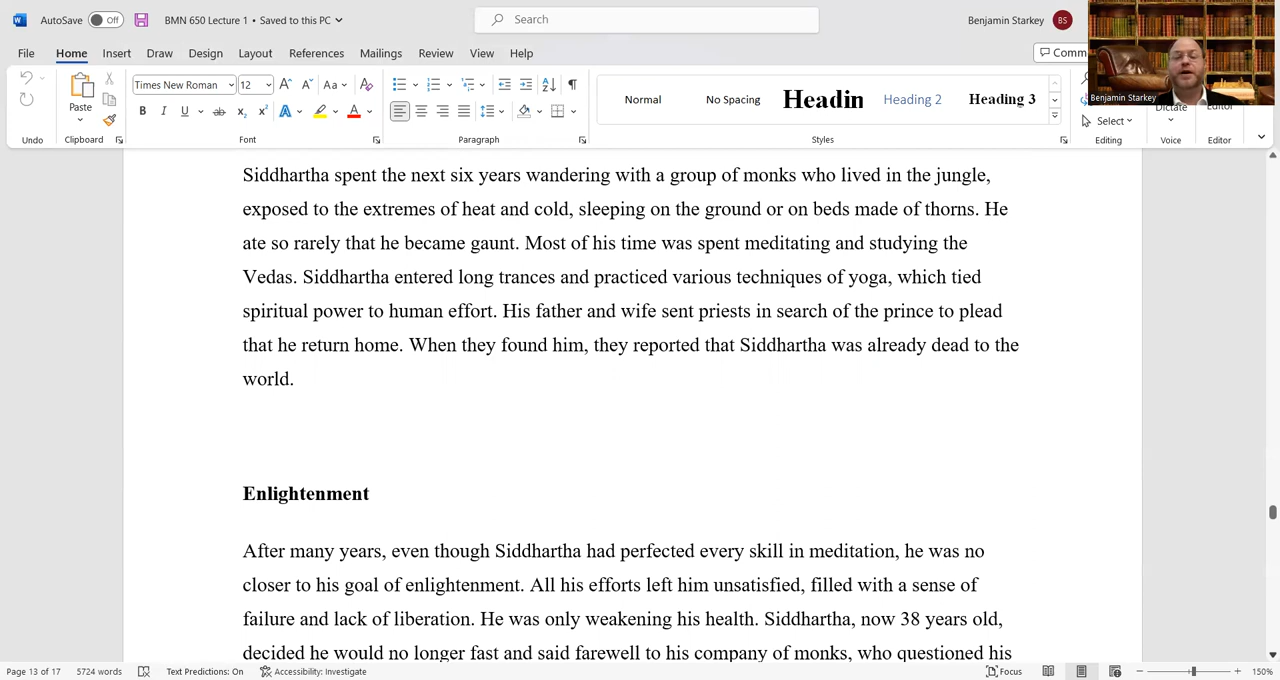 AutoSave Off BMN 650 Lecture 1 • Saved to this PC Search Benjamin Starkey BS
File Home Insert Draw Design Layout References Mailings Review View Help Comm
Benjamin Starkey
Times New Roman 12 Aa
Paste
B I U ab x₂ x² A A
Normal No Spacing Headin Heading 2 Heading 3
Select
Dictate
Editor
Undo Clipboard Font Paragraph Styles Editing Voice Editor
Siddhartha spent the next six years wandering with a group of monks who lived in the jungle,
exposed to the extremes of heat and cold, sleeping on the ground or on beds made of thorns. He
ate so rarely that he became gaunt. Most of his time was spent meditating and studying the
Vedas. Siddhartha entered long trances and practiced various techniques of yoga, which tied
spiritual power to human effort. His father and wife sent priests in search of the prince to plead
that he return home. When they found him, they reported that Siddhartha was already dead to the
world.
Enlightenment
After many years, even though Siddhartha had perfected every skill in meditation, he was no
closer to his goal of enlightenment. All his efforts left him unsatisfied, filled with a sense of
failure and lack of liberation. He was only weakening his health. Siddhartha, now 38 years old,
decided he would no longer fast and said farewell to his company of monks, who questioned his
Page 13 of 17 5724 words Text Predictions: On Accessibility: Investigate Focus 150%